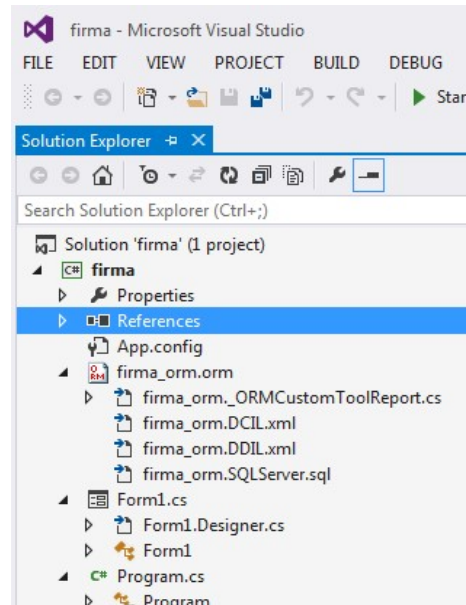 firma - Microsoft Visual Studio
FILE EDIT VIEW PROJECT BUILD DEBUG
Star
Solution Explorer
Search Solution Explorer (Ctrl+;)
Solution 'firma' (1 project)
C# firma
Properties
References
App.config
ORM firma_orm.orm
firma_orm._ORMCustomToolReport.cs
firma_orm.DCIL.xml
firma_orm.DDIL.xml
firma_orm.SQLServer.sql
Form1.cs
Form1.Designer.cs
Form1
C# Program.cs
Program